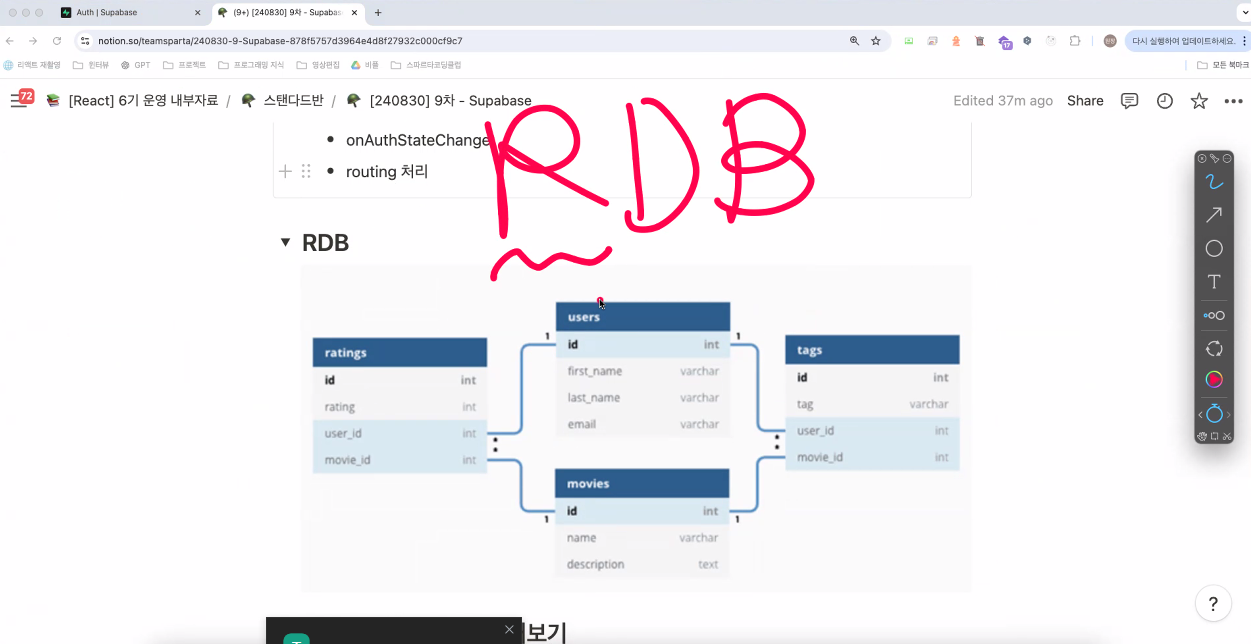 Auth | Supabase
(9+) [240830] 9차 - Supabas
notion.so/teamsparta/240830-9-Supabase-878f5757d3964e4d8f27932c000cf9c7
17
다시 실행하여 업데이트하세요.
리액트 재촬영
윈터뷰
GPT
프로젝트
프로그래밍 지식
영상편집
비플
스파르타코딩클럽
모든 북마크
72
[React] 6기 운영 내부자료 / 스탠다드반 / [240830] 9차 - Supabase
Edited 37m ago
Share
onAuthStateChange
routing 처리
RDB
RDB
ratings
id int
rating int
user_id int
movie_id int
users
id int
first_name varchar
last_name varchar
email varchar
movies
id int
name varchar
description text
tags
id int
tag varchar
user_id int
movie_id int
1
1
1
1
T
?
보기